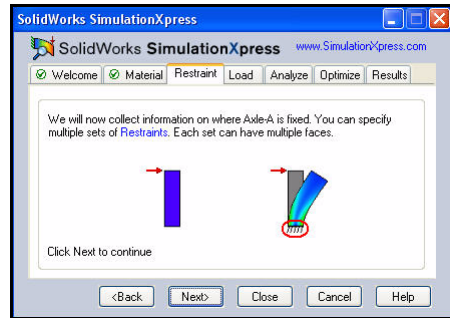 SolidWorks SimulationXpress
SolidWorks SimulationXpress www.SimulationXpress.com
Welcome Material Restraint Load Analyze Optimize Results
We will now collect information on where Axle-A is fixed. You can specify
multiple sets of Restraints. Each set can have multiple faces.
Click Next to continue
<Back Next> Close Cancel Help